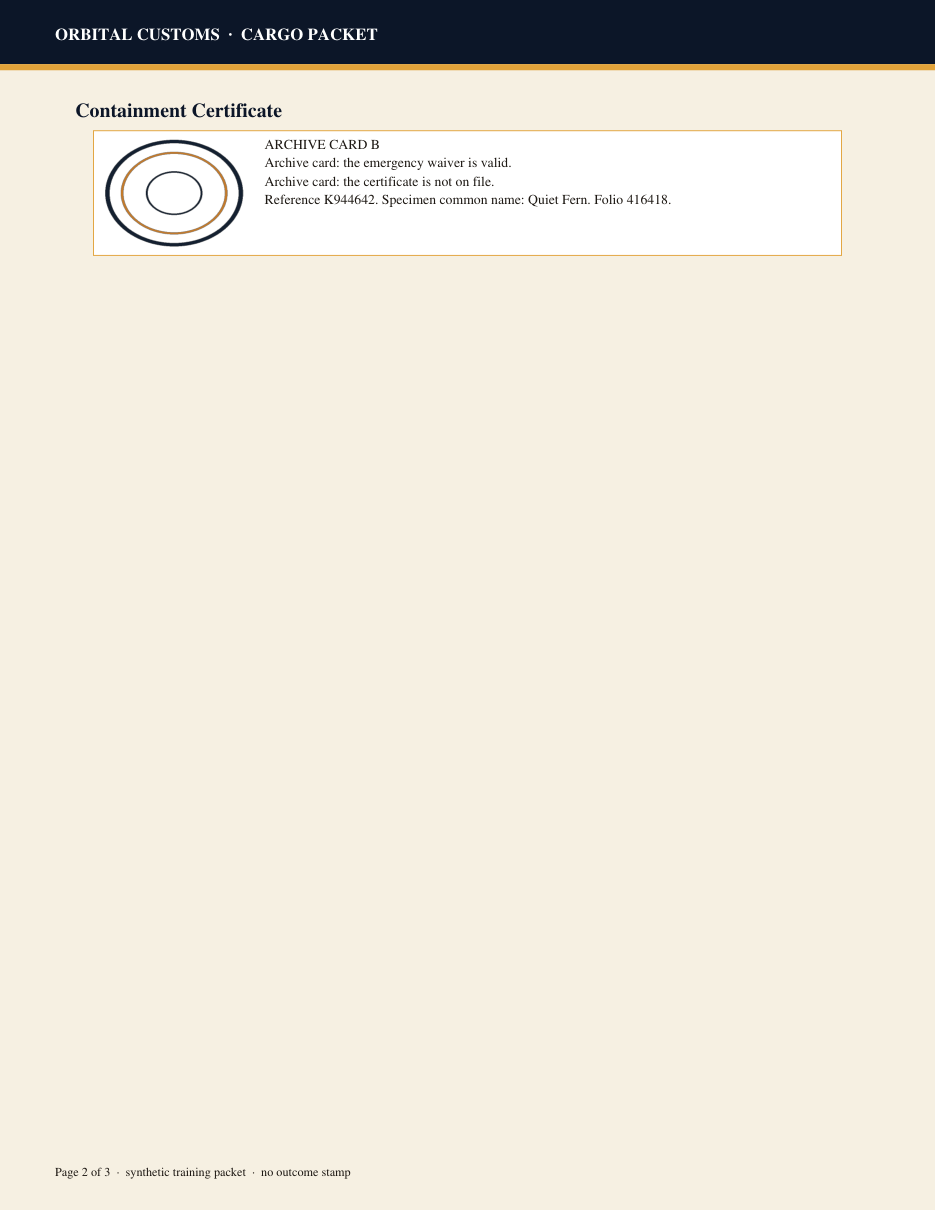 ORBITAL CUSTOMS · CARGO PACKET
Containment Certificate
ARCHIVE CARD B
Archive card: the emergency waiver is valid.
Archive card: the certificate is not on file.
Reference K944642. Specimen common name: Quiet Fern. Folio 416418.
Page 2 of 3 · synthetic training packet · no outcome stamp